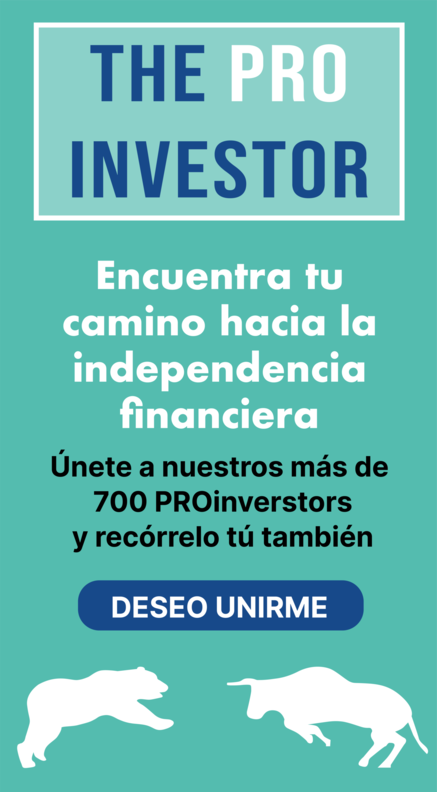 THE PRO
INVESTOR
Encuentra tu
camino hacia la
independencia
financiera
Únete a nuestros más de
700 PROinverstors
y recórrelo tú también
DESEO UNIRME